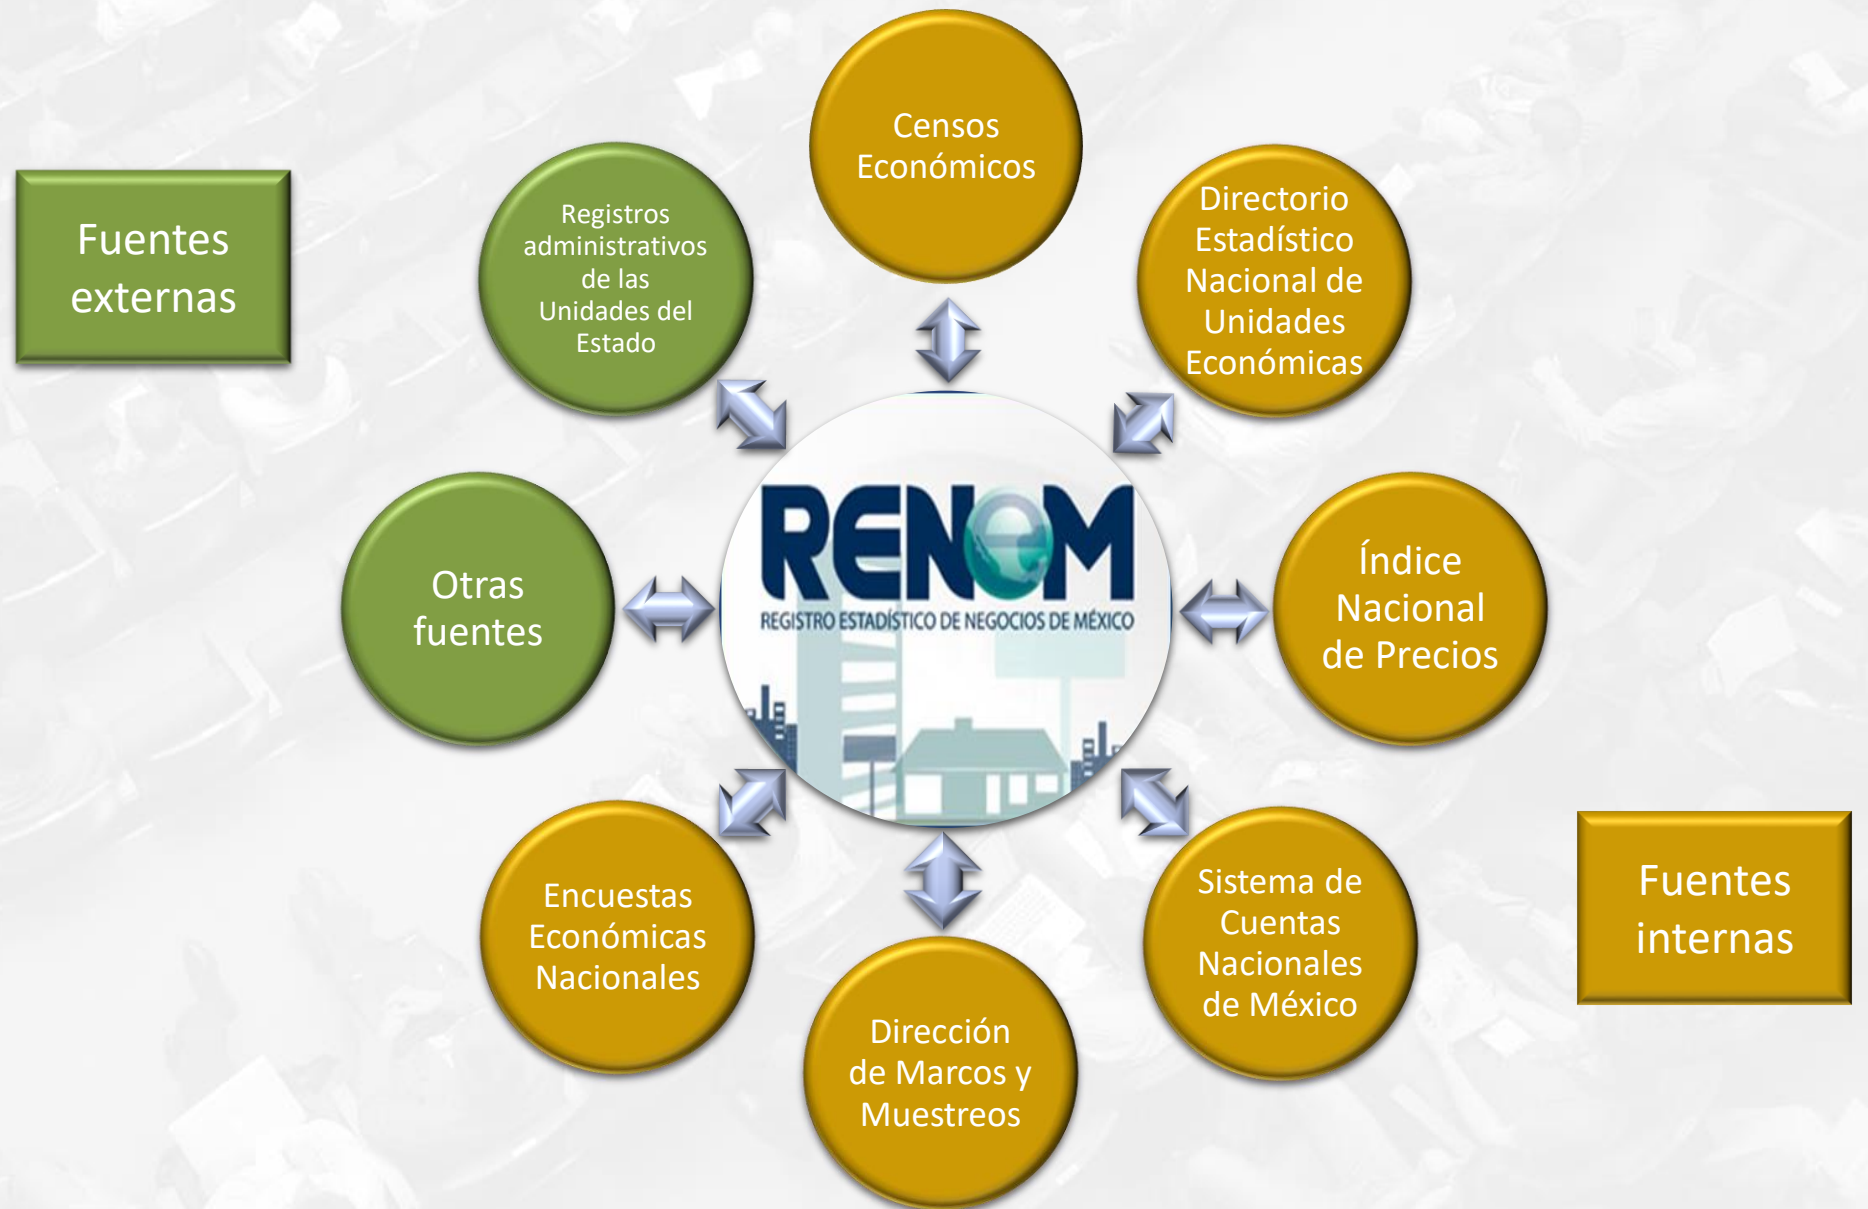 Censos
Económicos
Fuentes
externas
Registros
administrativos
de las
Unidades del
Estado
Directorio
Estadístico
Nacional de
Unidades
Económicas
RENEM
REGISTRO ESTADÍSTICO DE NEGOCIOS DE MÉXICO
Otras
fuentes
Índice
Nacional
de Precios
Encuestas
Económicas
Nacionales
Dirección
de Marcos y
Muestreos
Sistema de
Cuentas
Nacionales
de México
Fuentes
internas